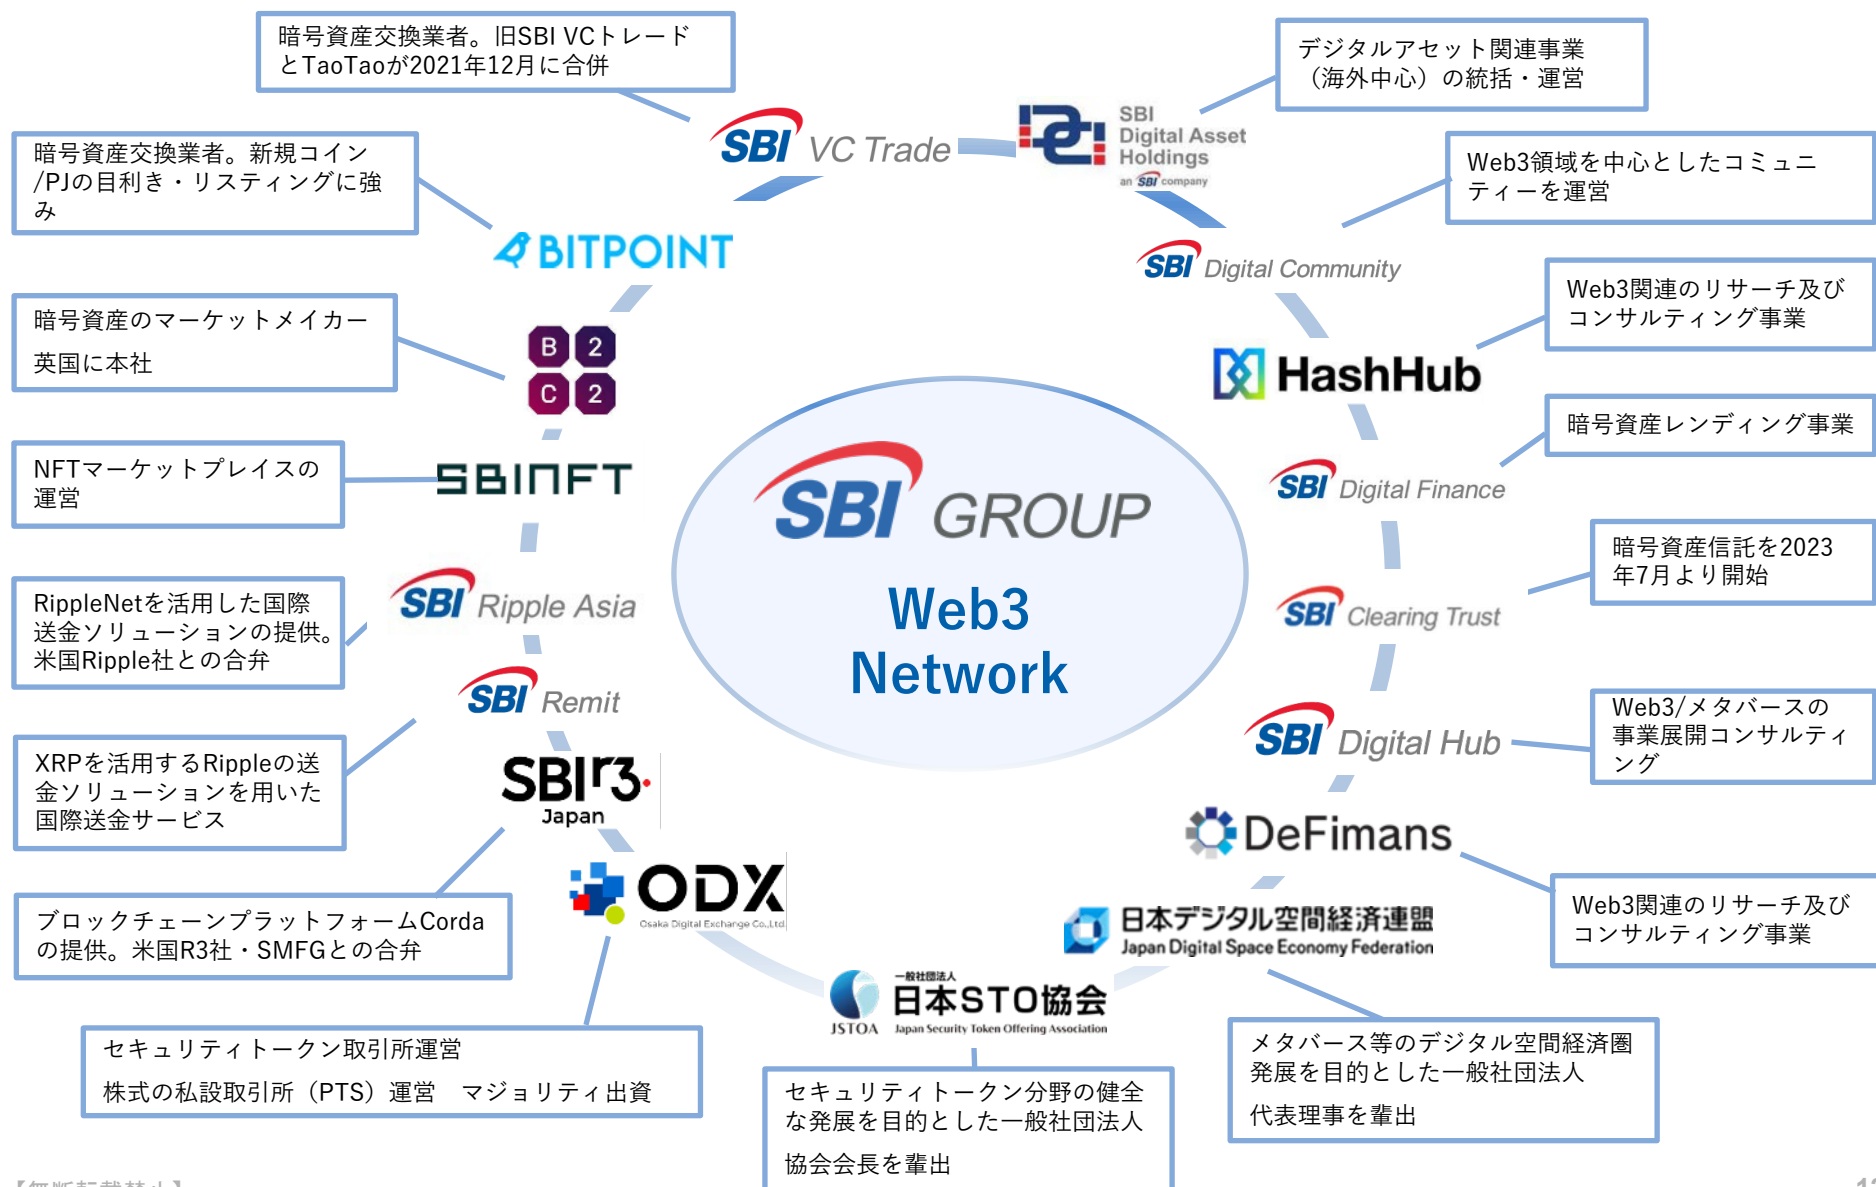 暗号資産交換業者。旧SBI VCトレード
とTaoTaoが2021年12月に合併
デジタルアセット関連事業
（海外中心）の統括・運営
SBI VC Trade
SBI
Digital Asset
Holdings
an SBI company
暗号資産交換業者。新規コイン
/PJの目利き・リスティングに強
み
Web3領域を中心としたコミュニ
ティーを運営
BITPOINT
SBI Digital Community
暗号資産のマーケットメイカー
英国に本社
B 2
C 2
Web3関連のリサーチ及び
コンサルティング事業
HashHub
NFTマーケットプレイスの
運営
SBINFT
暗号資産レンディング事業
SBI Digital Finance
SBI GROUP
Web3
Network
RippleNetを活用した国際
送金ソリューションの提供。
米国Ripple社との合弁
SBI Ripple Asia
暗号資産信託を2023
年7月より開始
SBI Clearing Trust
XRPを活用するRippleの送
金ソリューションを用いた
国際送金サービス
SBI Remit
Web3/メタバースの
事業展開コンサルティ
ング
SBI Digital Hub
SBI r3.
Japan
DeFimans
ブロックチェーンプラットフォームCorda
の提供。米国R3社・SMFGとの合弁
ODX
Osaka Digital Exchange Co.,Ltd.
Web3関連のリサーチ及び
コンサルティング事業
日本デジタル空間経済連盟
Japan Digital Space Economy Federation
一般社団法人
日本STO協会
JSTOA Japan Security Token Offering Association
セキュリティトークン取引所運営
株式の私設取引所（PTS）運営　マジョリティ出資
セキュリティトークン分野の健全
な発展を目的とした一般社団法人
協会会長を輩出
メタバース等のデジタル空間経済圏
発展を目的とした一般社団法人
代表理事を輩出